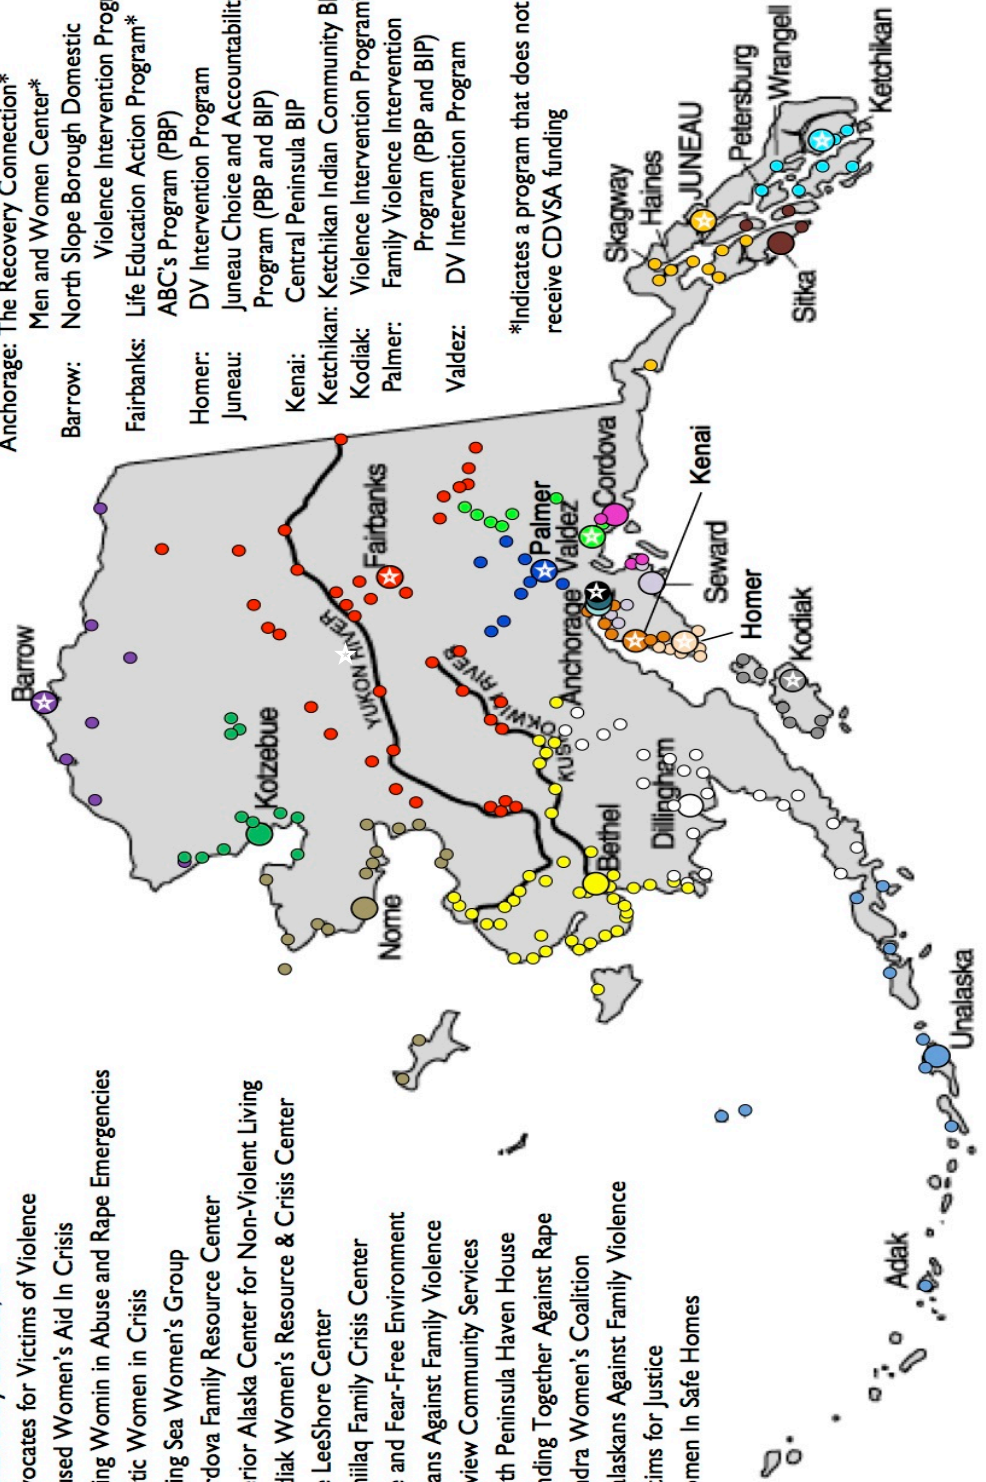 Anchorage: The Recovery Connection*
Men and Women Center*
Barrow: North Slope Borough Domestic
Violence Intervention Prog
Fairbanks: Life Education Action Program*
ABC's Program (PBP)
Homer: DV Intervention Program
Juneau: Juneau Choice and Accountabilit
Program (PBP and BIP)
Kenai: Central Peninsula BIP
Ketchikan: Ketchikan Indian Community BI
Kodiak: Violence Intervention Program
Palmer: Family Violence Intervention
Program (PBP and BIP)
Valdez: DV Intervention Program
*Indicates a program that does not
receive CDVSA funding
Barrow
Kotzebue
Nome
YUKON RIVER
Fairbanks
KUSKOKWIM RIVER
Bethel
Dillingham
Anchorage
Palmer
Valdez
Cordova
Kenai
Seward
Homer
Kodiak
Skagway
Haines
JUNEAU
Petersburg
Wrangell
Ketchikan
Sitka
Unalaska
Adak
ocates for Victims of Violence
used Women's Aid In Crisis
ing Womin in Abuse and Rape Emergencies
tic Women in Crisis
ing Sea Women's Group
rdova Family Resource Center
rior Alaska Center for Non-Violent Living
diak Women's Resource & Crisis Center
e LeeShore Center
niilaq Family Crisis Center
e and Fear-Free Environment
ans Against Family Violence
view Community Services
th Peninsula Haven House
nding Together Against Rape
ndra Women's Coalition
laskans Against Family Violence
tims for Justice
omen In Safe Homes